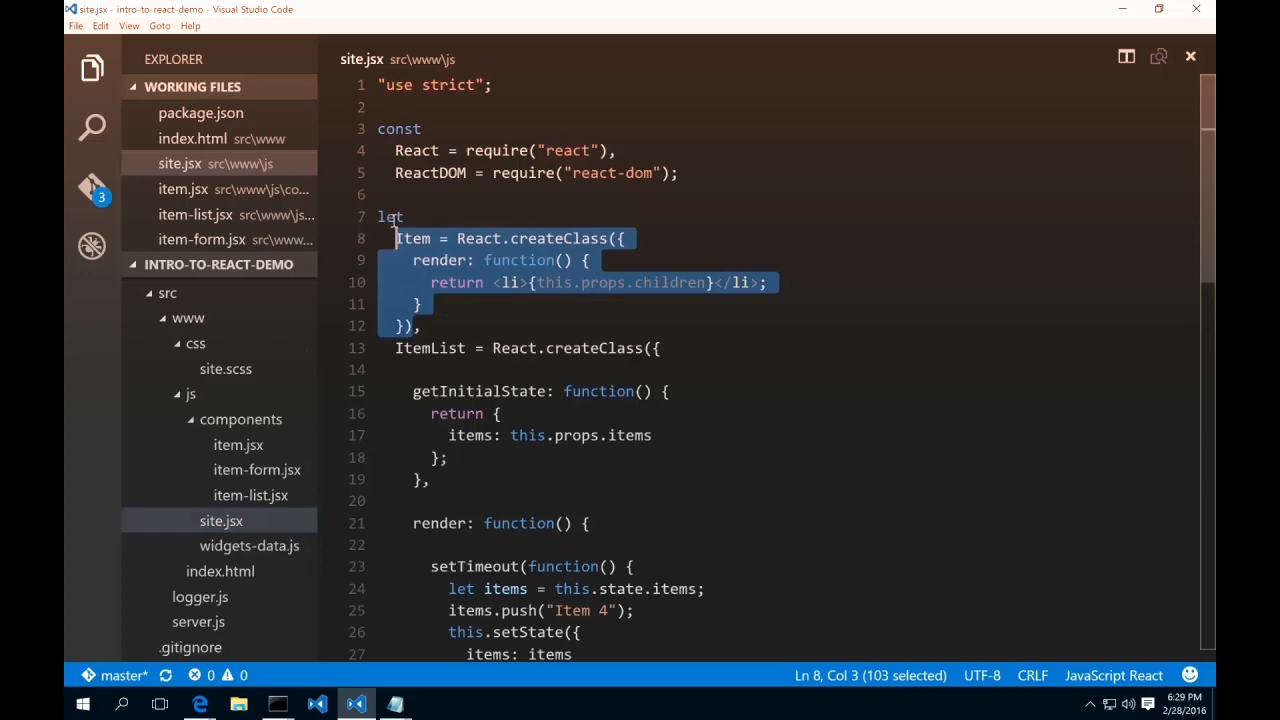 site.jsx - intro-to-react-demo - Visual Studio Code
File Edit View Goto Help
EXPLORER
WORKING FILES
package.json
index.html src\www
site.jsx src\www\js
item.jsx src\www\js\co...
item-list.jsx src\www\js...
item-form.jsx src\www...
INTRO-TO-REACT-DEMO
src
www
css
site.scss
js
components
item.jsx
item-form.jsx
item-list.jsx
site.jsx
widgets-data.js
index.html
logger.js
server.js
.gitignore
site.jsx src\www\js
1 "use strict";
2
3 const
4 React = require("react"),
5 ReactDOM = require("react-dom");
6
7 let
8 Item = React.createClass({
9 render: function() {
10 return <li>{this.props.children}</li>;
11 }
12 }),
13 ItemList = React.createClass({
14
15 getInitialState: function() {
16 return {
17 items: this.props.items
18 };
19 },
20
21 render: function() {
22
23 setTimeout(function() {
24 let items = this.state.items;
25 items.push("Item 4");
26 this.setState({
27 items: items
3
master* 0 0 Ln 8, Col 3 (103 selected) UTF-8 CRLF JavaScript React
6:29 PM
2/28/2016